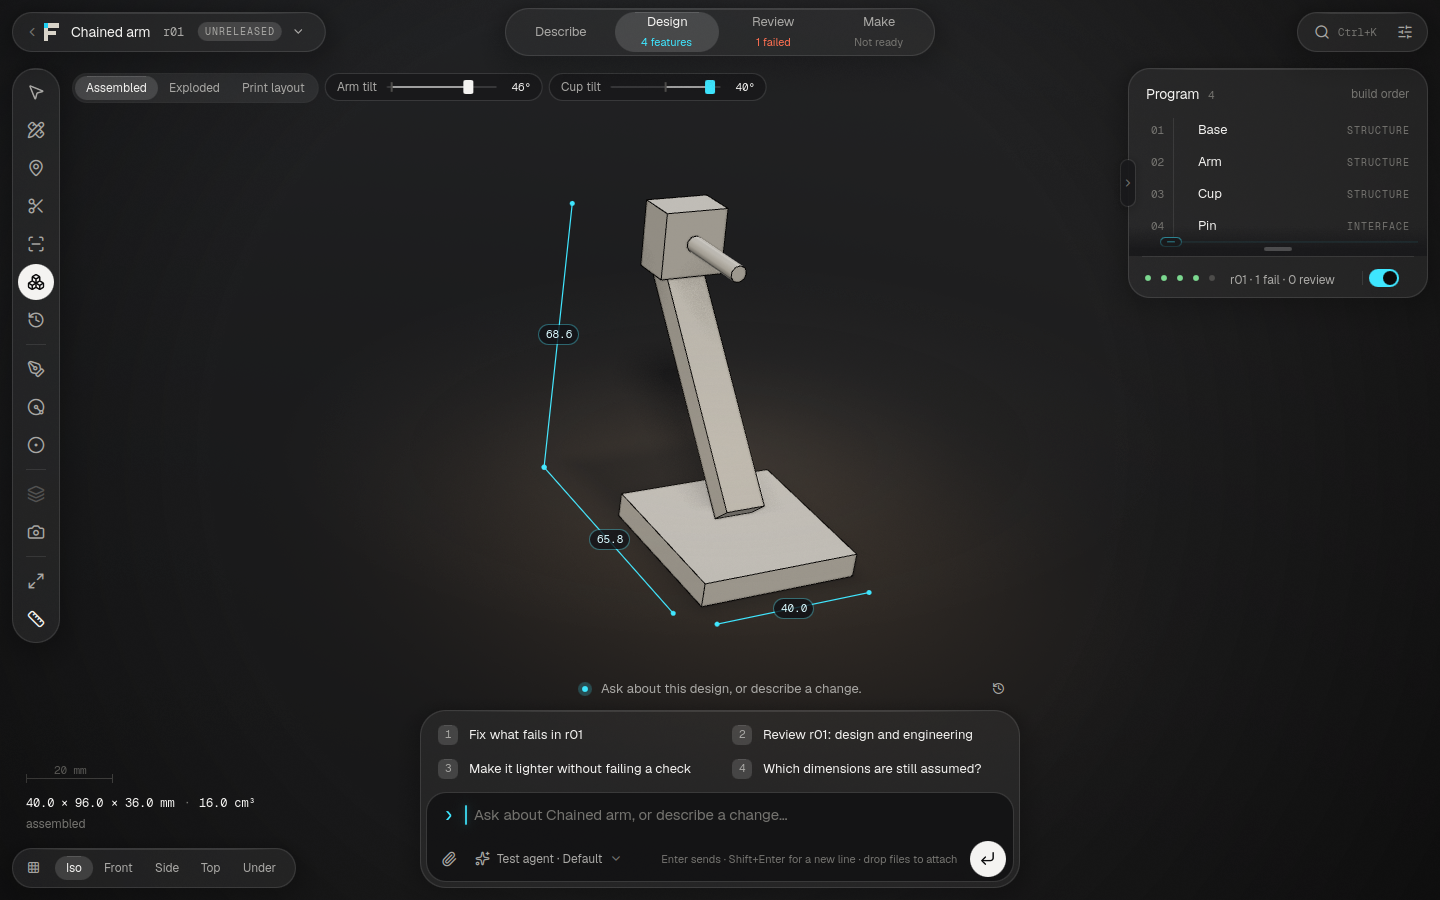 Chained arm r01 UNRELEASED
Describe
Design
4 features
Review
1 failed
Make
Not ready
Ctrl+K
Assembled Exploded Print layout
Arm tilt 46°
Cup tilt 40°
Program 4 build order
01 Base STRUCTURE
02 Arm STRUCTURE
03 Cup STRUCTURE
04 Pin INTERFACE
r01 · 1 fail · 0 review
68.6
65.8
40.0
Ask about this design, or describe a change.
1 Fix what fails in r01
2 Review r01: design and engineering
3 Make it lighter without failing a check
4 Which dimensions are still assumed?
Ask about Chained arm, or describe a change...
Test agent · Default
Enter sends · Shift+Enter for a new line · drop files to attach
20 mm
40.0 × 96.0 × 36.0 mm · 16.0 cm³
assembled
Iso Front Side Top Under